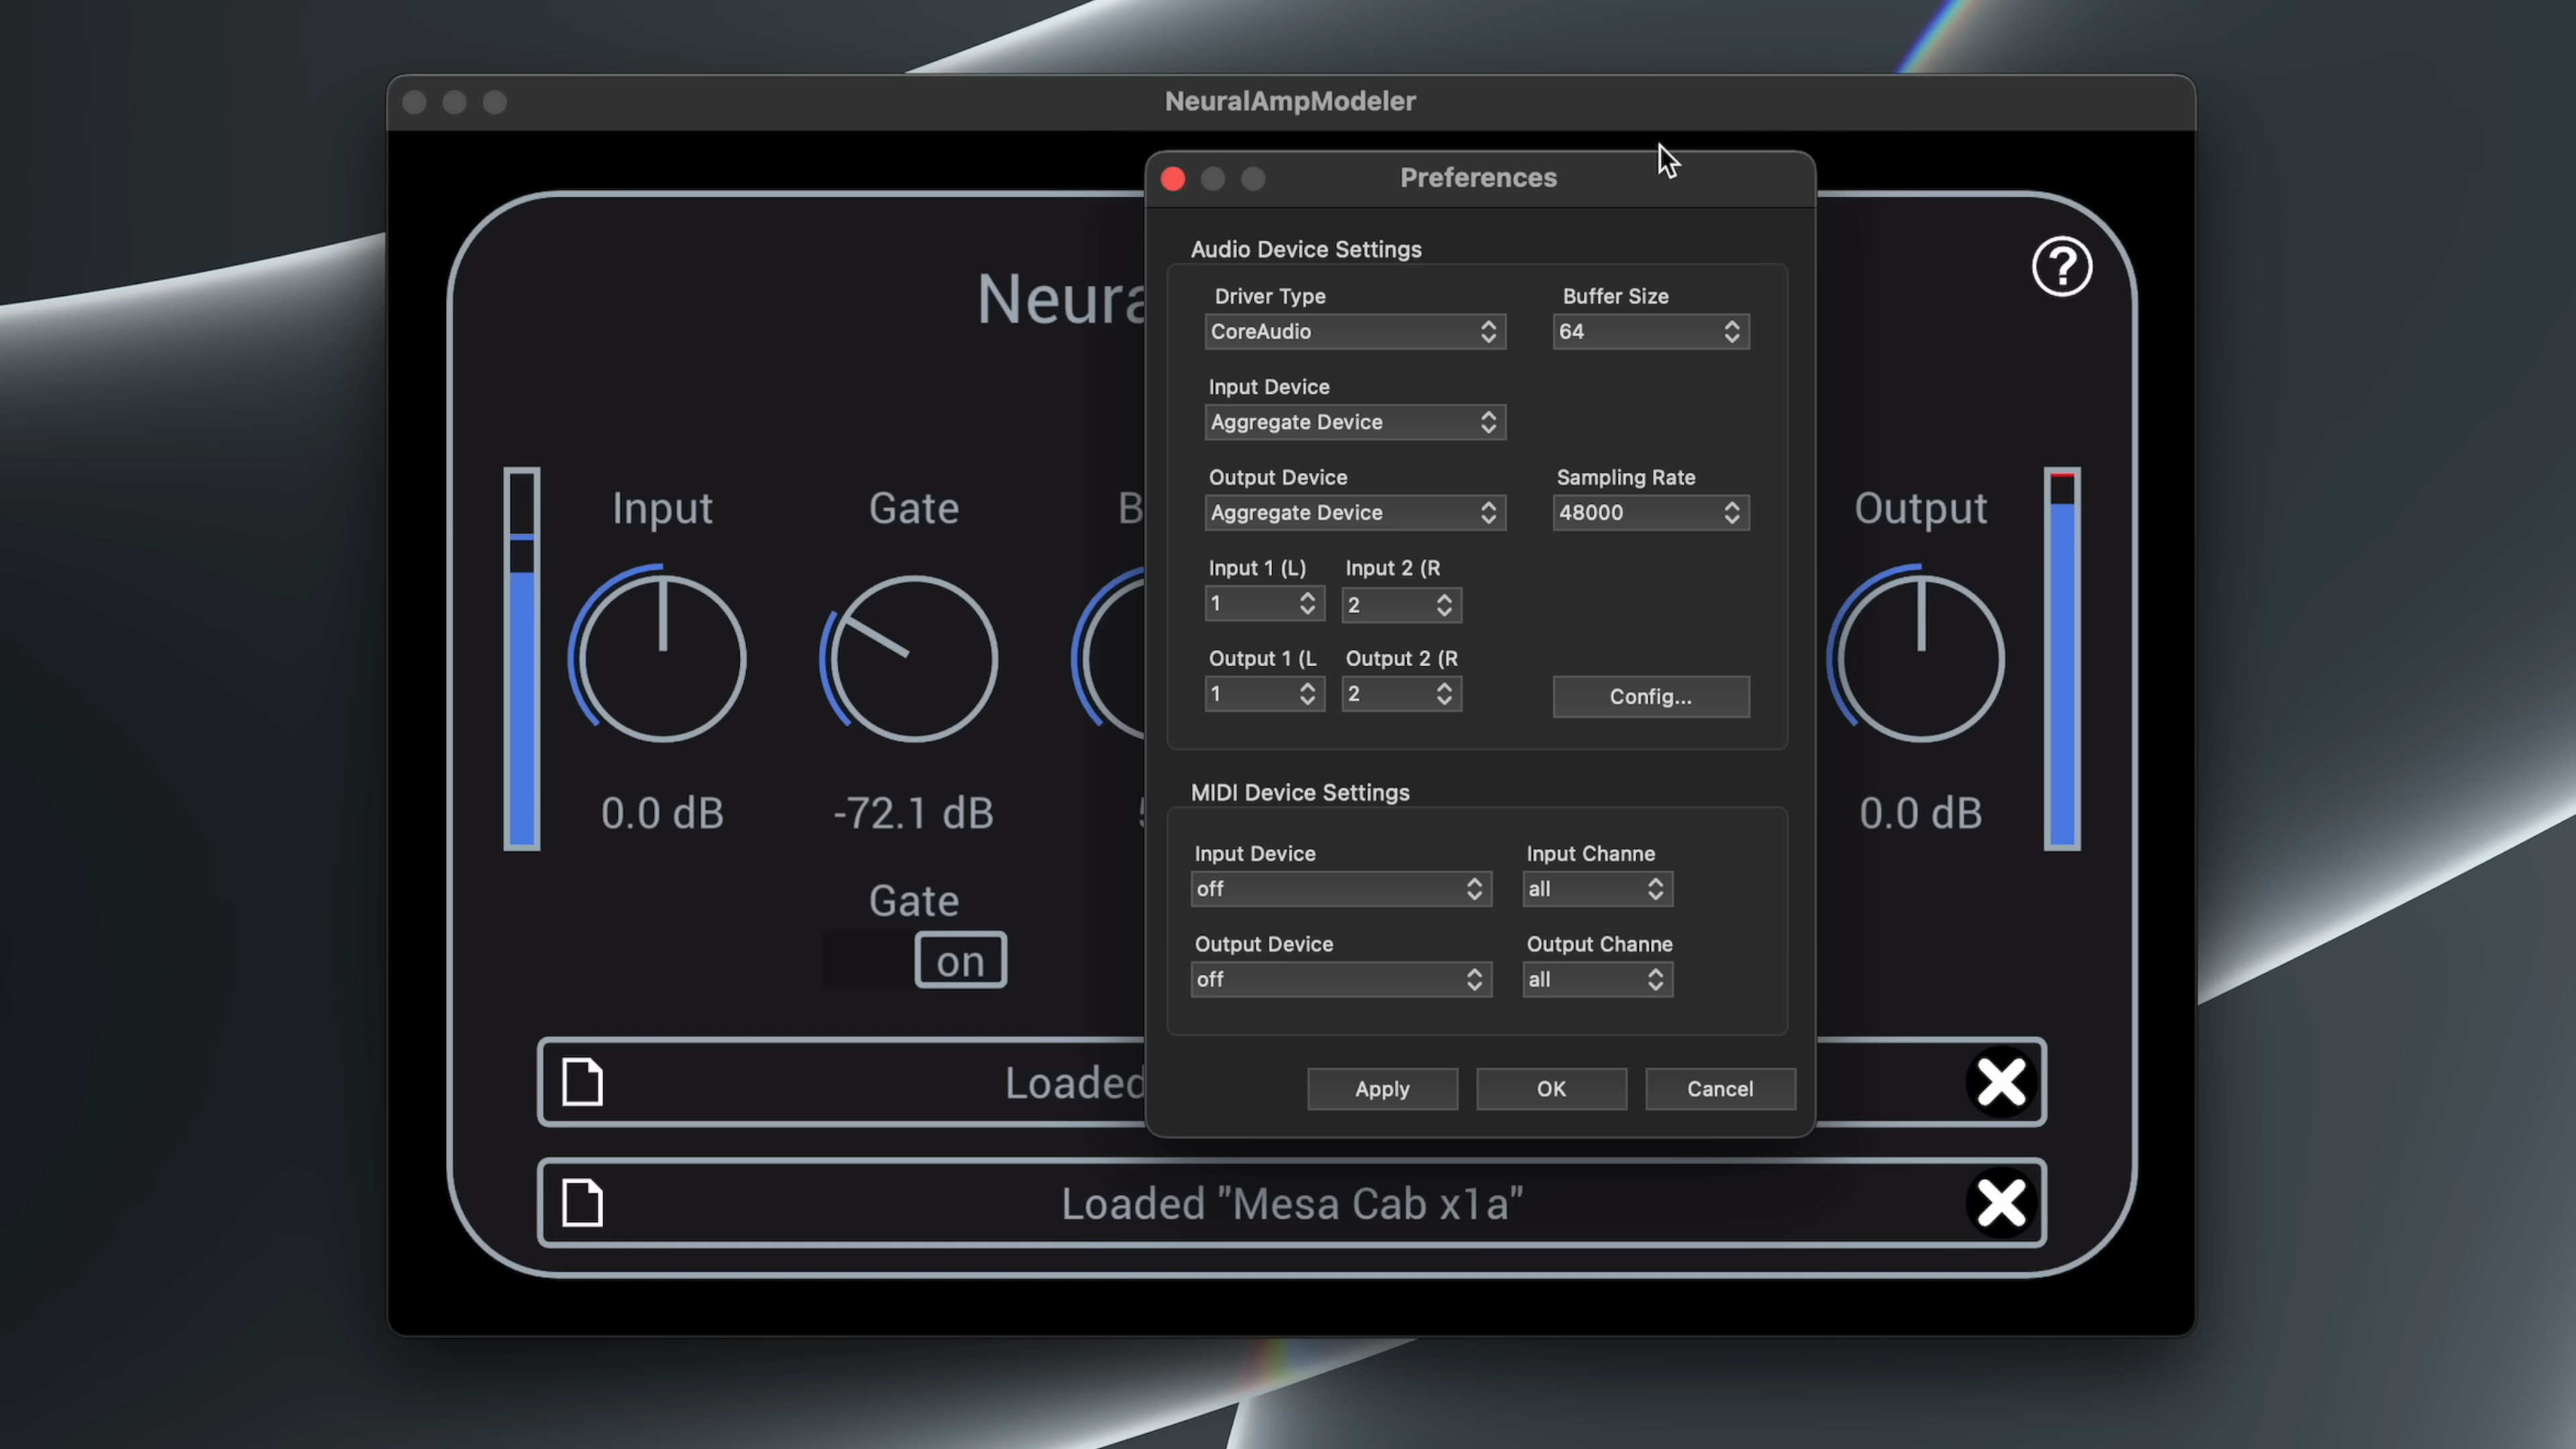 NeuralAmpModeler
Preferences
Audio Device Settings
Driver Type
Buffer Size
CoreAudio
64
Input Device
Aggregate Device
Output Device
Sampling Rate
Aggregate Device
48000
Input 1 (L)
Input 2 (R
1
2
Output 1 (L
Output 2 (R
1
2
Config...
MIDI Device Settings
Input Device
Input Channe
off
all
Output Device
Output Channe
off
all
Apply
OK
Cancel
Neura
?
Input
Gate
B
Output
0.0 dB
-72.1 dB
0.0 dB
Gate
on
Loaded
Loaded "Mesa Cab x1a"